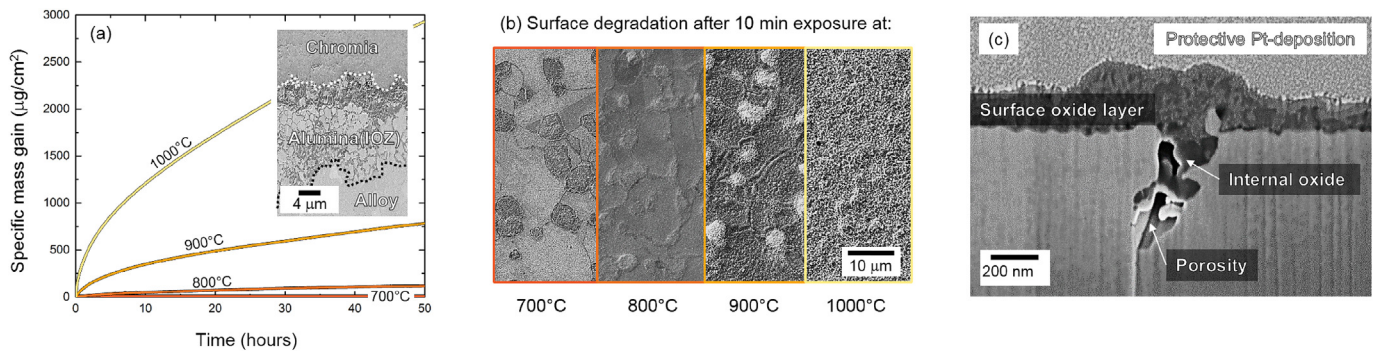 (a)
3000
2500
2000
1500
1000
500
250
0
Specific mass gain (μg/cm²)
0
10
20
30
40
50
Time (hours)
1000°C
900°C
800°C
700°C
Chromia
Alumina(IOZ)
Alloy
4 μm
(b) Surface degradation after 10 min exposure at:
10 μm
700°C
800°C
900°C
1000°C
(c)
Protective Pt-deposition
Surface oxide layer
Internal oxide
Porosity
200 nm